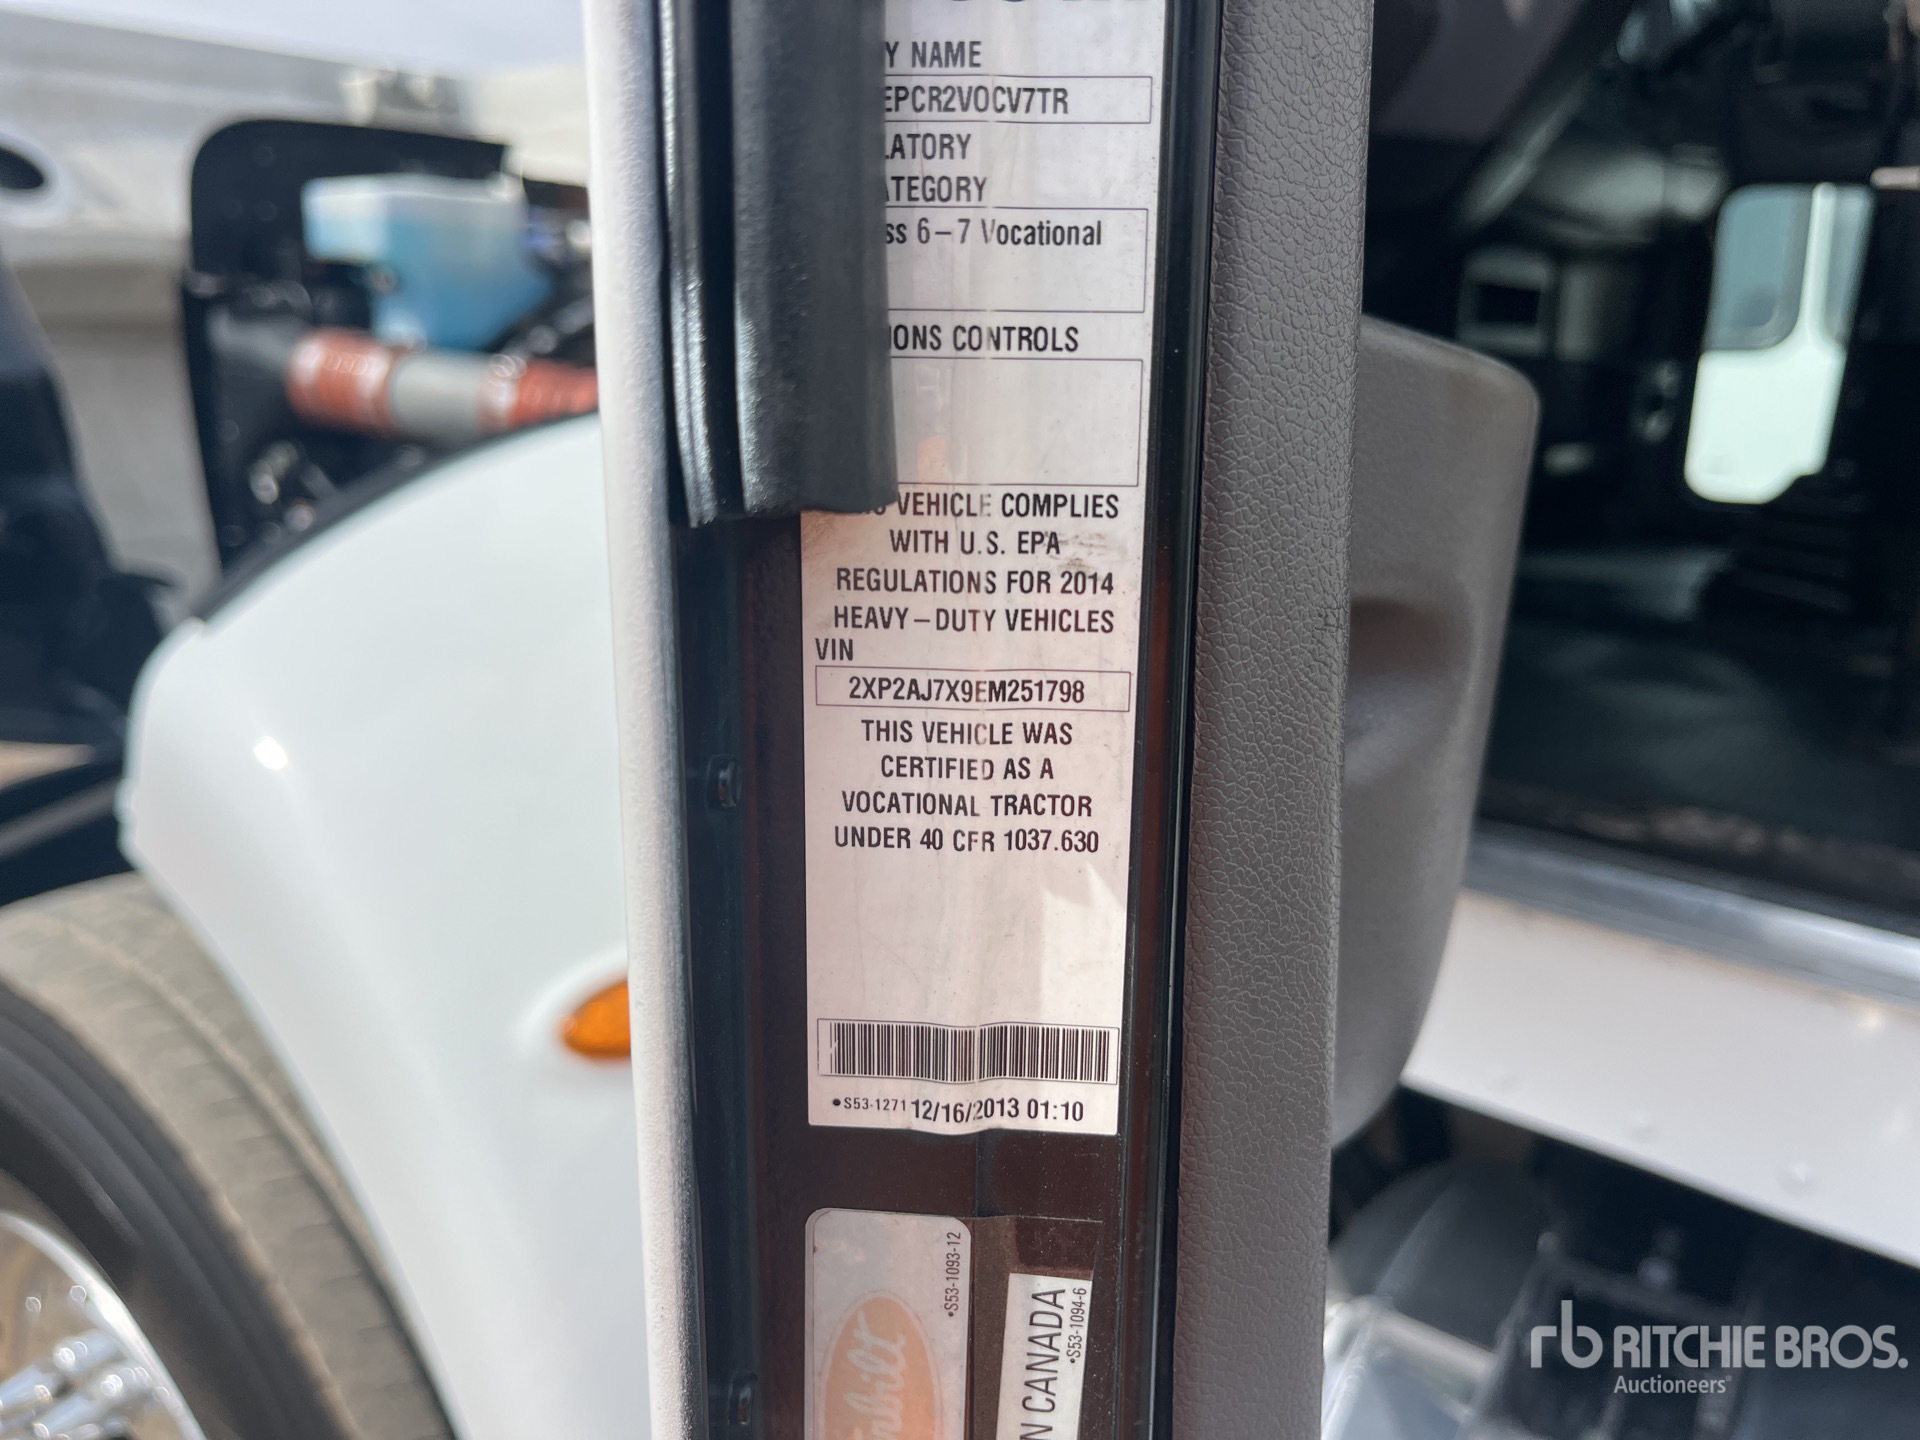 Y NAME
EPCR2VOCV7TR
LATORY
ATEGORY
ss 6-7 Vocational
IONS CONTROLS
VEHICLE COMPLIES
WITH U.S. EPA
REGULATIONS FOR 2014
HEAVY-DUTY VEHICLES
VIN
2XP2AJ7X9EM251798
THIS VEHICLE WAS
CERTIFIED AS A
VOCATIONAL TRACTOR
UNDER 40 CFR 1037.630
•S53-1271 12/16/2013 01:10
•S53-1093-12
N CANADA
•S53-1094-6
rb RITCHIE BROS.
Auctioneers